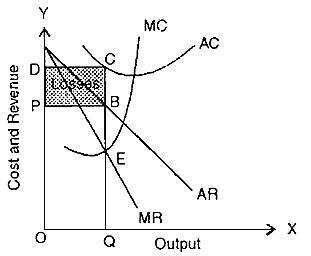 Y
MC
AC
D
C
Losses
P
B
Cost and Revenue
E
AR
MR
X
O
Q
Output